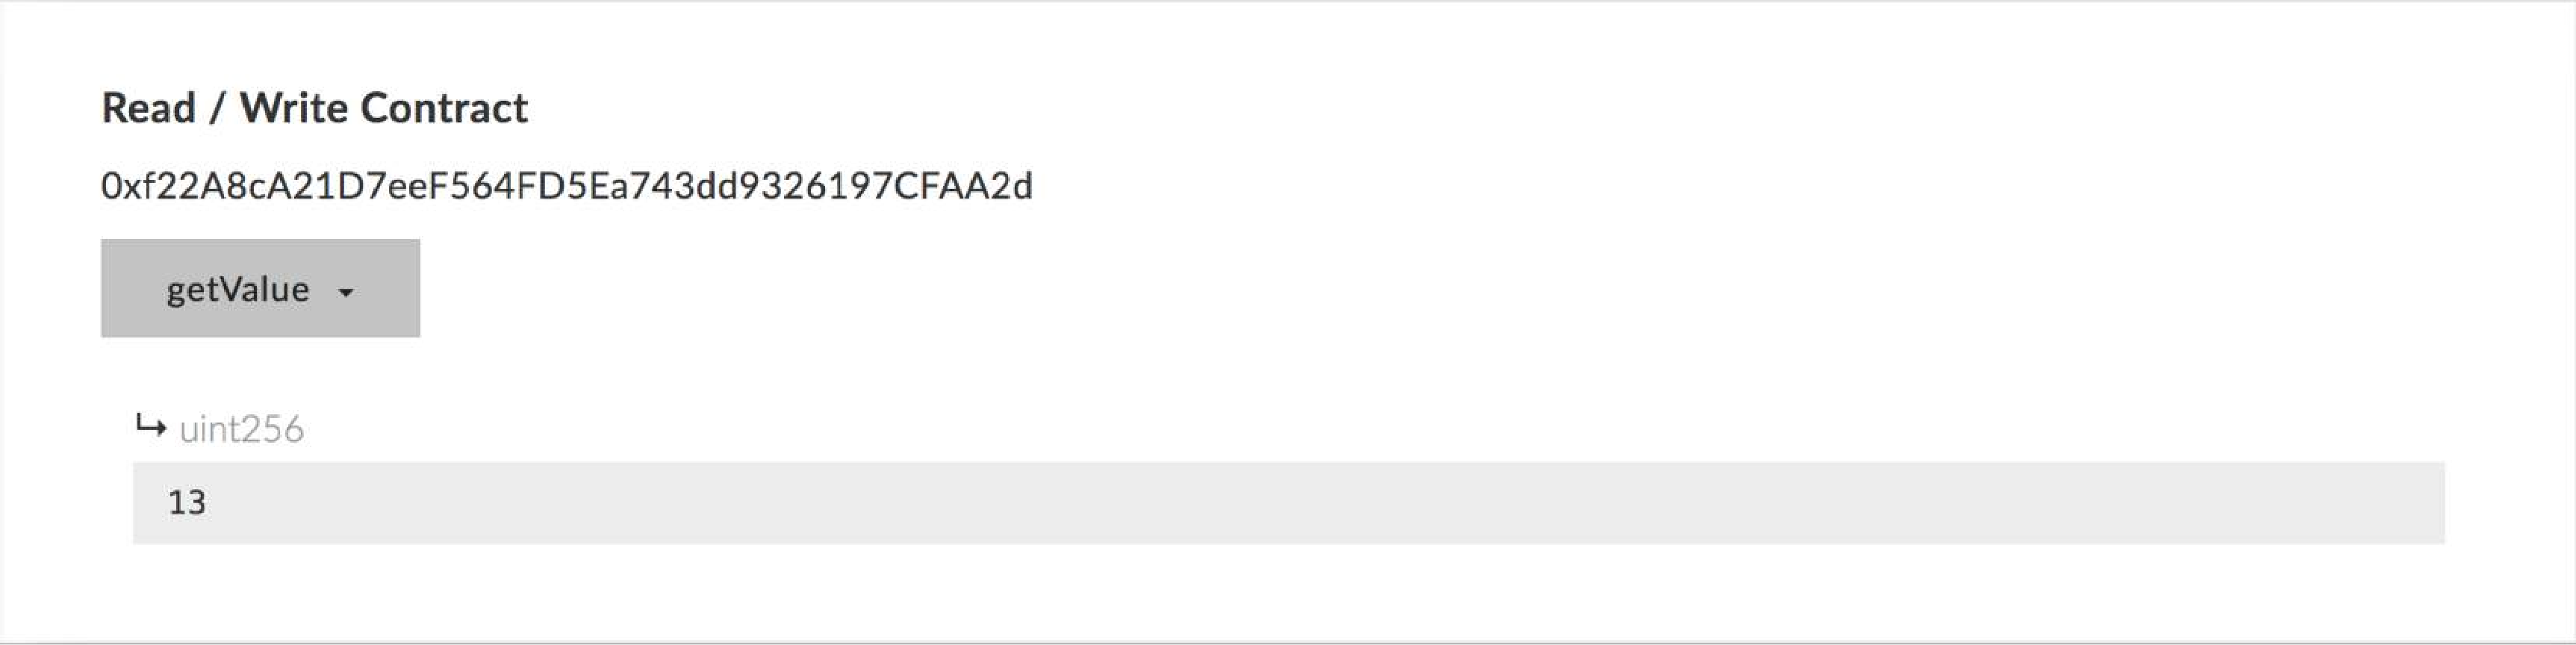 Read / Write Contract
0xf22A8cA21D7eeF564FD5Ea743dd9326197CFAA2d
getValue
uint256
13